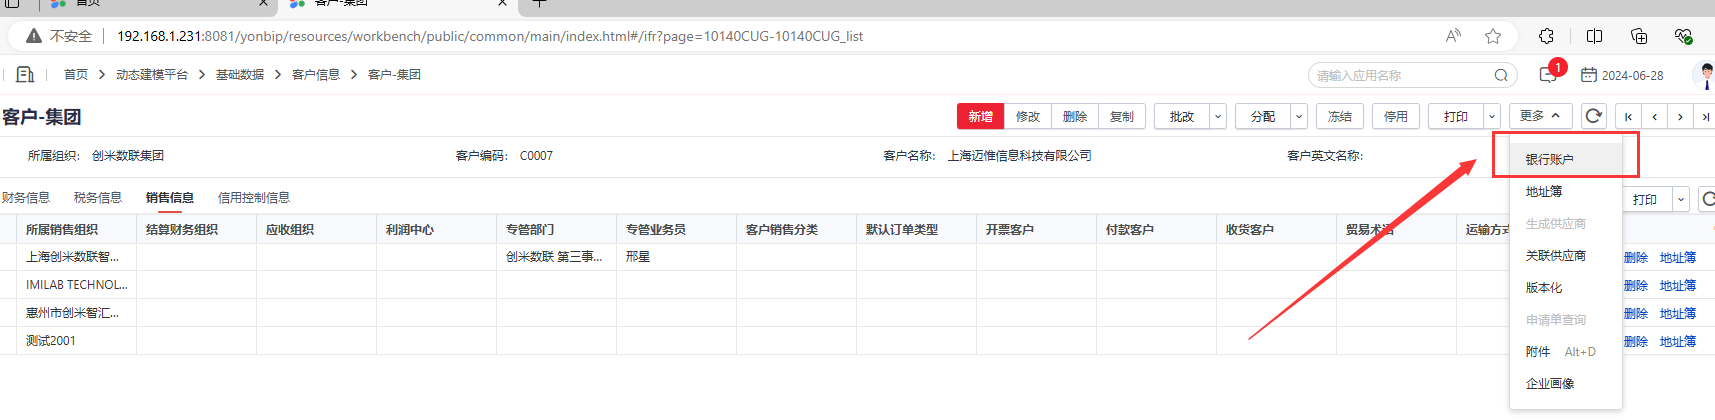 首页
客户-集团
不安全 192.168.1.231:8081/yonbip/resources/workbench/public/common/main/index.html#/ifr?page=10140CUG-10140CUG_list
首页 > 动态建模平台 > 基础数据 > 客户信息 > 客户-集团 请输入应用名称 1 2024-06-28
客户-集团 新增 修改 删除 复制 批改 分配 冻结 停用 打印 更多
所属组织: 创米数联集团 客户编码: C0007 客户名称: 上海迈惟信息科技有限公司 客户英文名称:
银行账户
地址簿
生成供应商
关联供应商
版本化
申请单查询
附件 Alt+D
企业画像
财务信息 税务信息 销售信息 信用控制信息 打印
所属销售组织 结算财务组织 应收组织 利润中心 专管部门 专管业务员 客户销售分类 默认订单类型 开票客户 付款客户 收货客户 贸易术语 运输方式
上海创米数联智... 创米数联 第三事... 邢星 删除 地址簿
IMILAB TECHNOL... 删除 地址簿
惠州市创米智汇... 删除 地址簿
测试2001 删除 地址簿